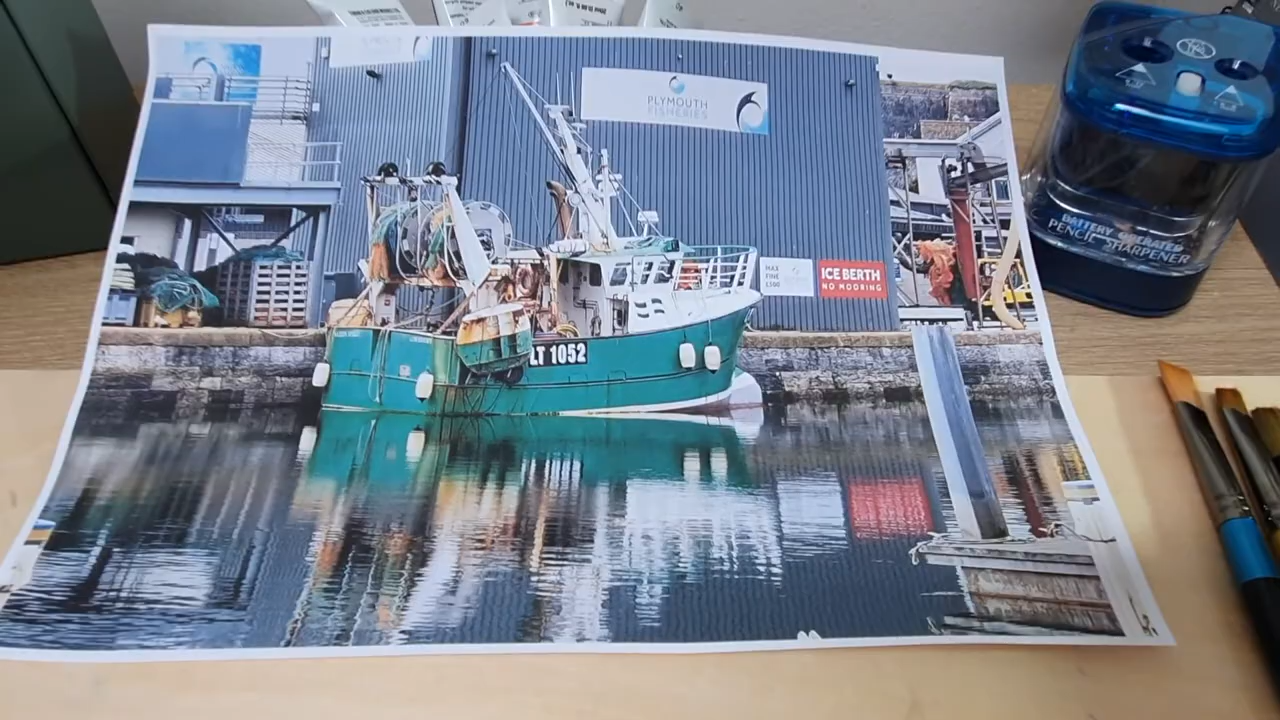 PLYMOUTH
FISHERIES
MAX
FINE
£500
ICE BERTH
NO MOORING
LT 1052
BATTERY OPERATED
PENCIL SHARPENER